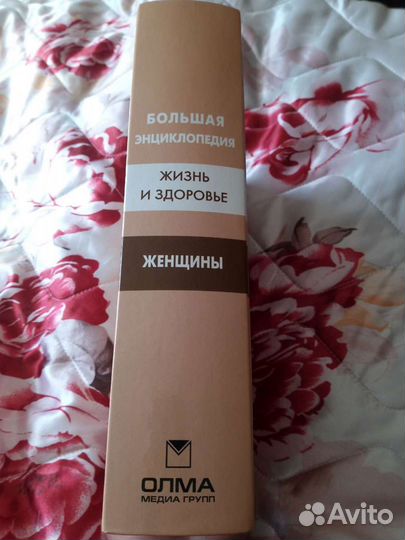 БОЛЬШАЯ
ЭНЦИКЛОПЕДИЯ
ЖИЗНЬ
И ЗДОРОВЬЕ
ЖЕНЩИНЫ
ОЛМА
МЕДИА ГРУПП
Avito